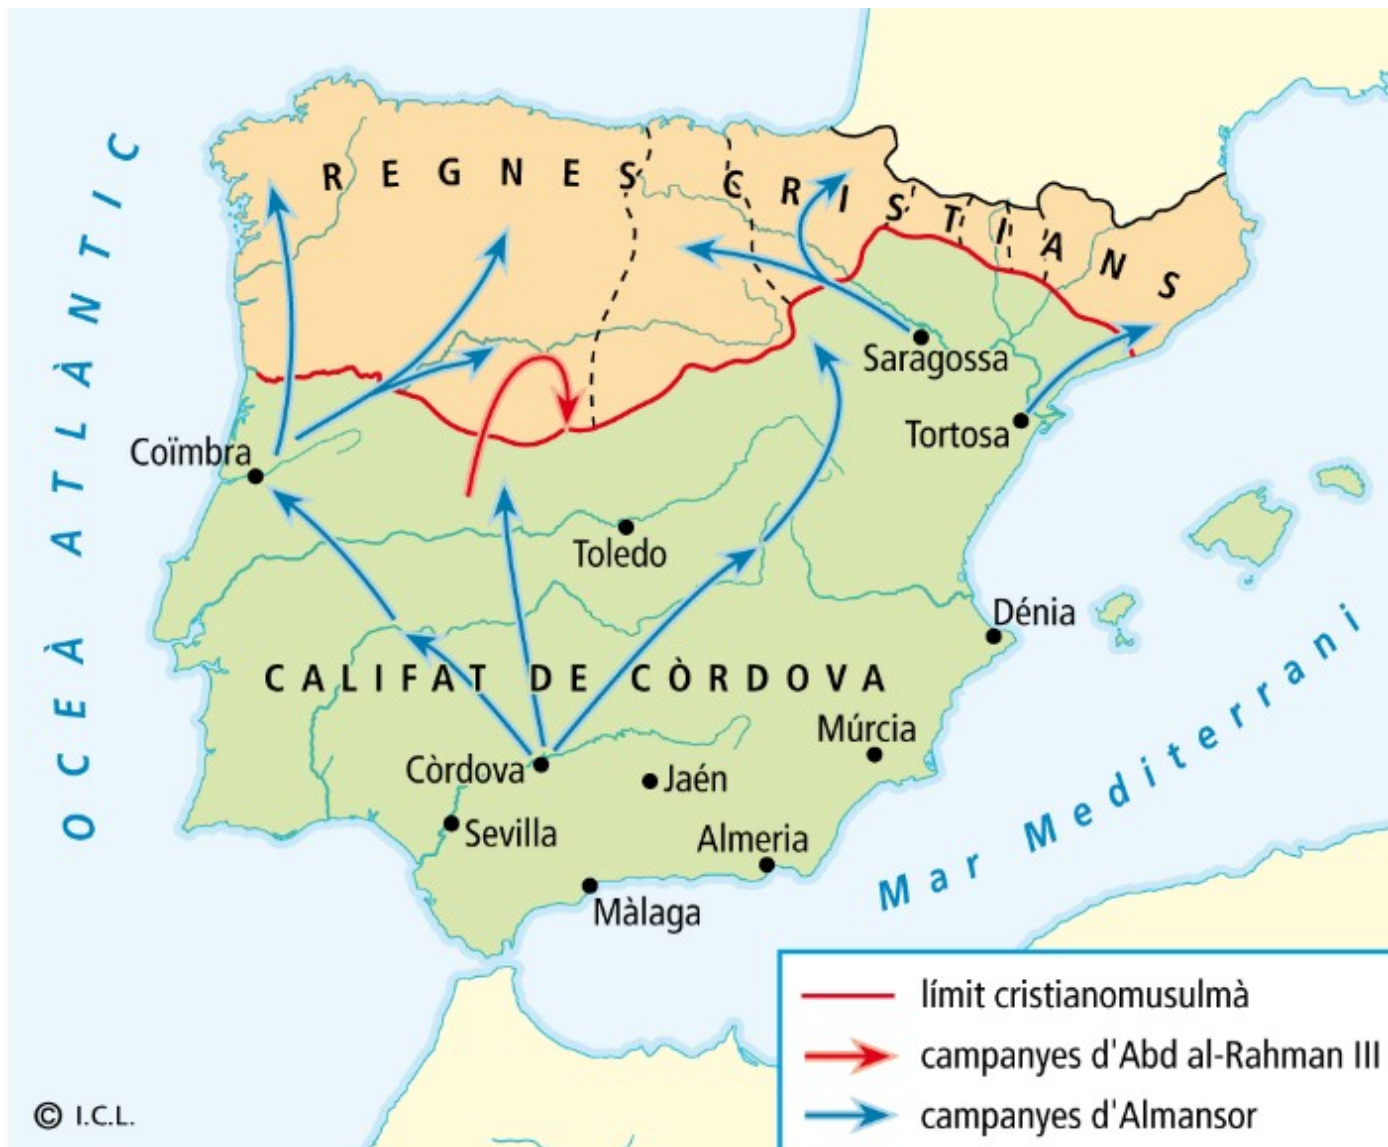 REGNES CRISTIANS
OCEÀ ATLÀNTIC
Saragossa
Tortosa
Coïmbra
Toledo
Dénia
CALIFAT DE CÒRDOVA
Múrcia
Còrdova
Jaén
Sevilla
Almeria
Màlaga
Mar Mediterrani
límit cristianomusulmà
campanyes d'Abd al-Rahman III
campanyes d'Almansor
© I.C.L.